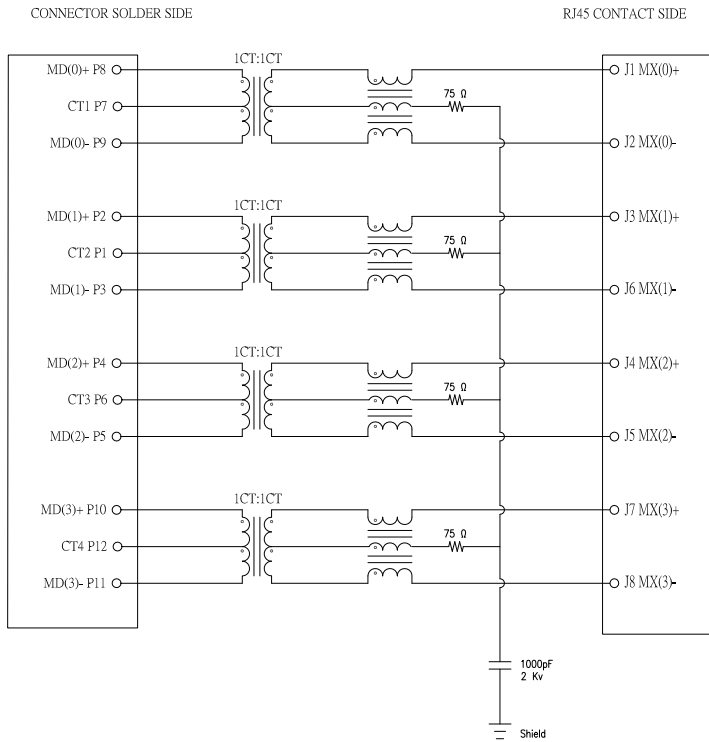 CONNECTOR SOLDER SIDE
RJ45 CONTACT SIDE
1CT:1CT
MD(0)+ P8
J1 MX(0)+
75 Ω
CT1 P7
MD(0)- P9
J2 MX(0)-
1CT:1CT
MD(1)+ P2
J3 MX(1)+
75 Ω
CT2 P1
MD(1)- P3
J6 MX(1)-
1CT:1CT
MD(2)+ P4
J4 MX(2)+
75 Ω
CT3 P6
MD(2)- P5
J5 MX(2)-
1CT:1CT
MD(3)+ P10
J7 MX(3)+
75 Ω
CT4 P12
MD(3)- P11
J8 MX(3)-
1000pF
2 Kv
Shield